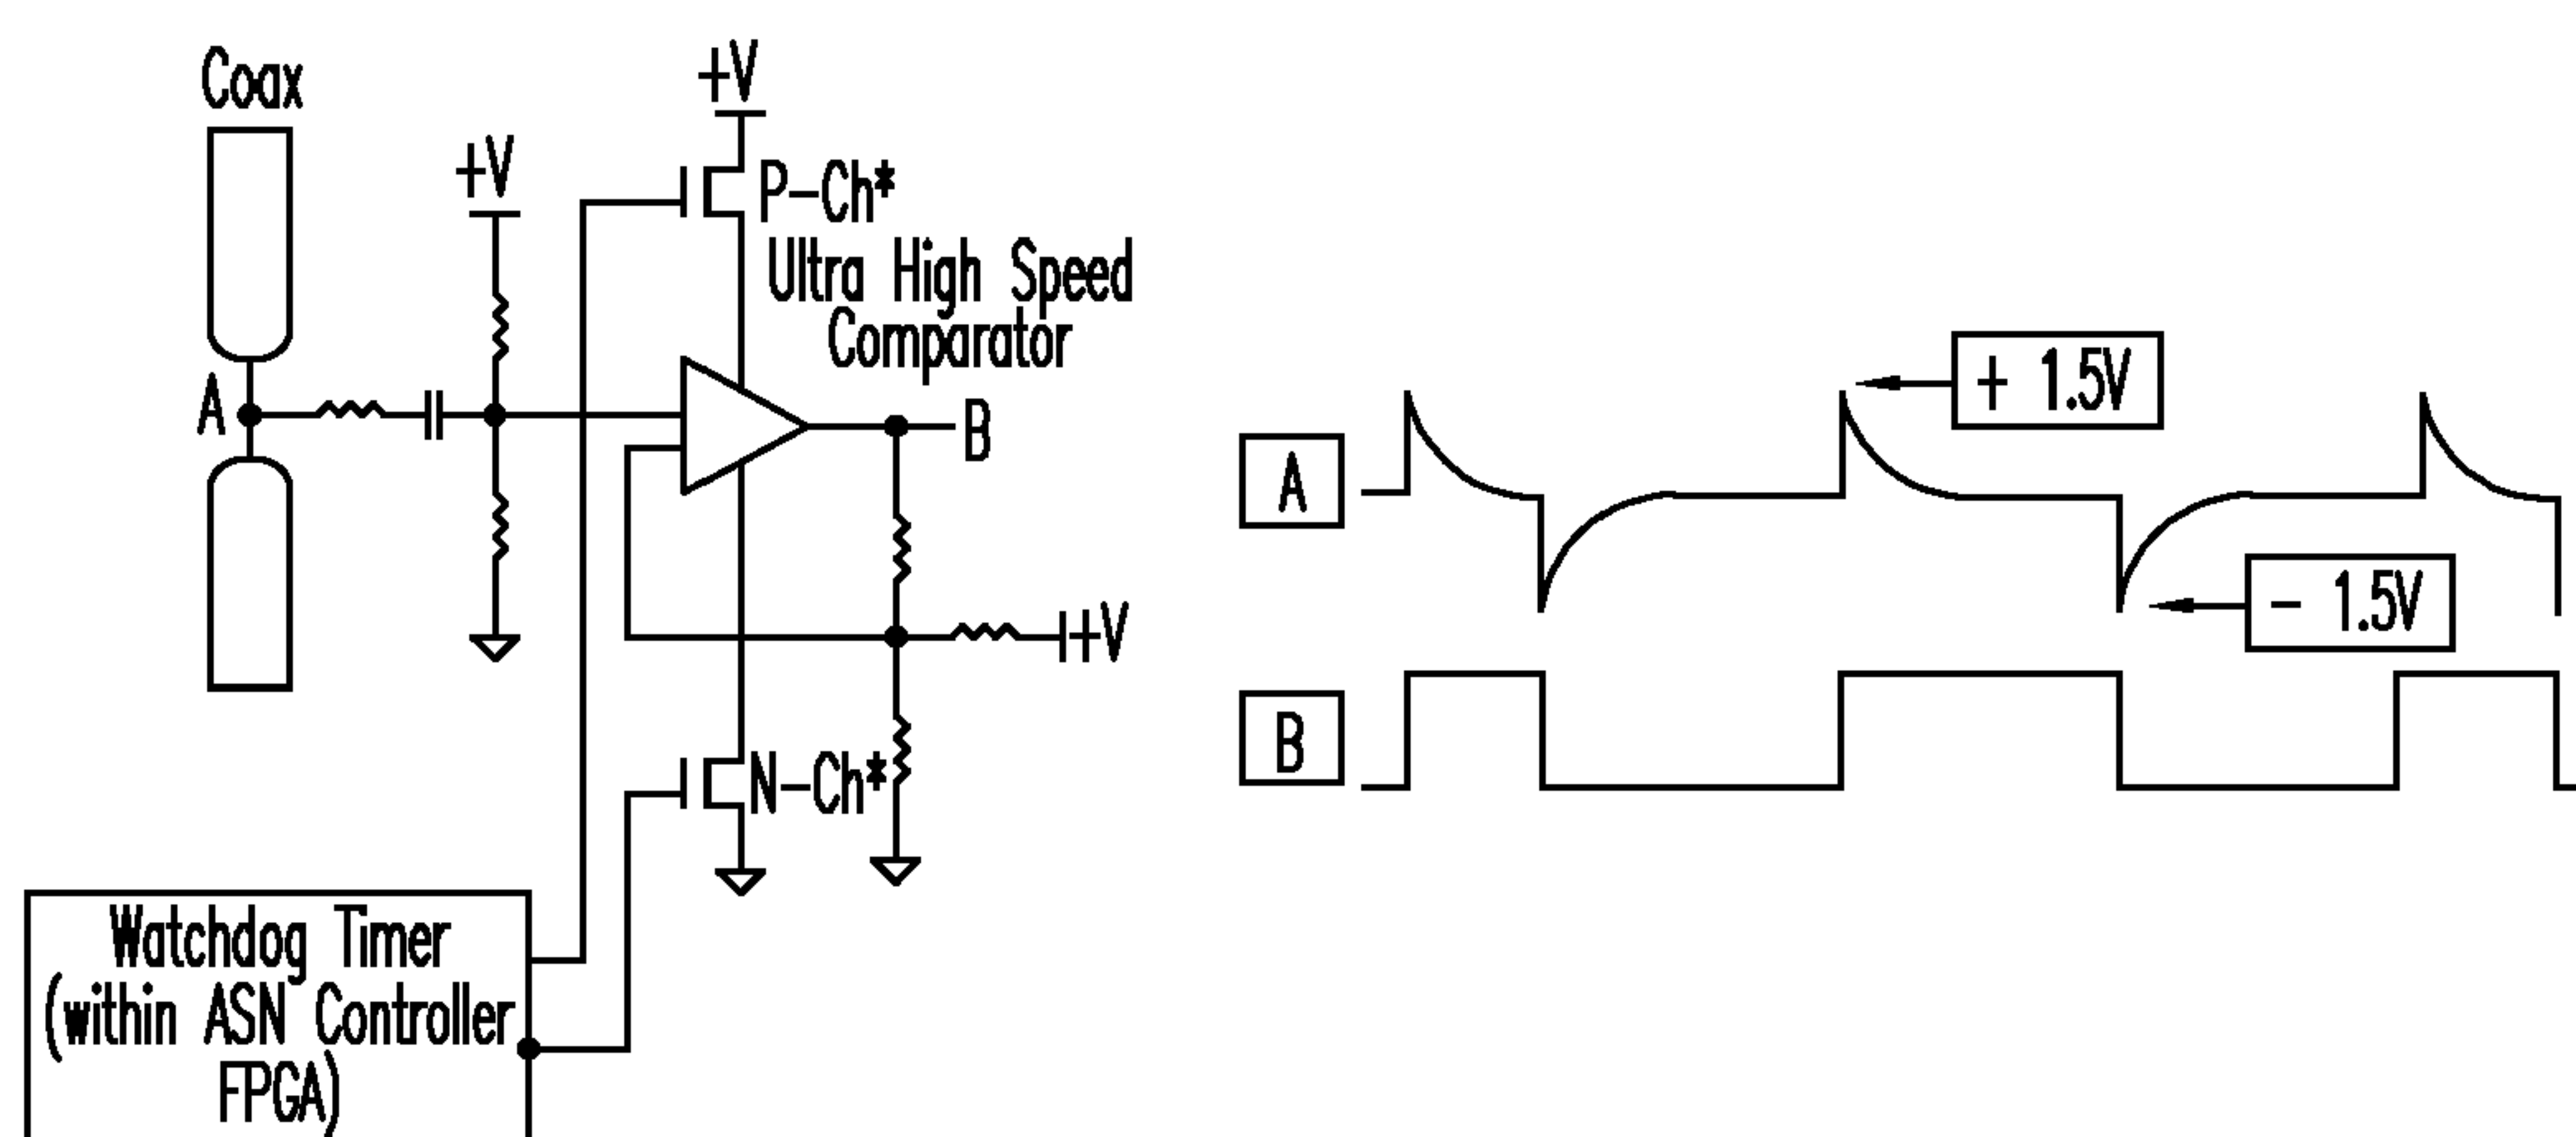 Coax
+V
+V
P-Ch*
Ultra High Speed
Comparator
A
B
+V
N-Ch*
Watchdog Timer
(within ASN Controller
FPGA)
+ 1.5V
A
- 1.5V
B